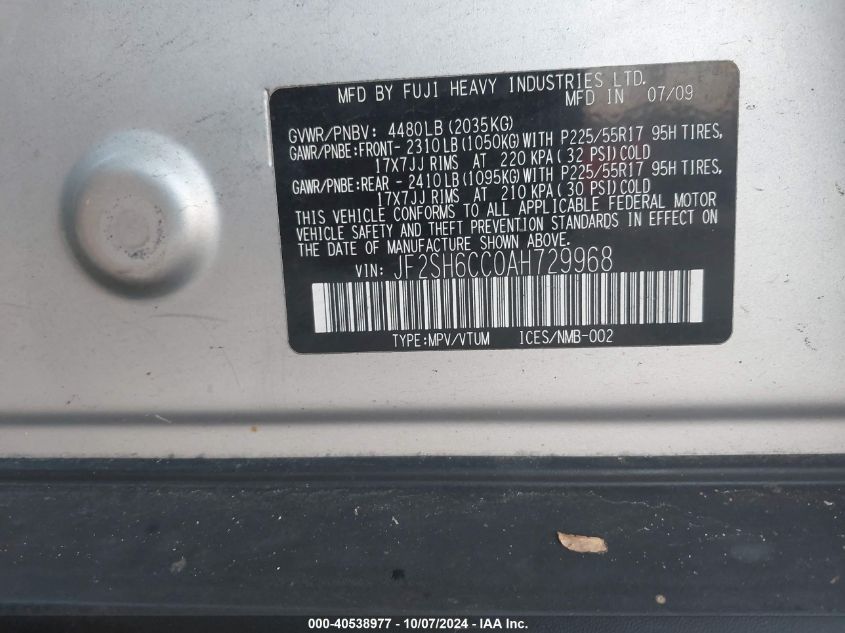 MFD BY FUJI HEAVY INDUSTRIES LTD.
MFD IN 07/09
GVWR/PNBV: 4480LB(2035KG)
GAWR/PNBE:FRONT- 2310LB(1050KG)WITH P225/55R17 95H TIRES,
17X7JJ RIMS AT 220 KPA( 32 PSI)COLD
GAWR/PNBE:REAR - 2410LB(1095KG)WITH P225/55R17 95H TIRES,
17X7JJ RIMS AT 210 KPA( 30 PSI)COLD
THIS VEHICLE CONFORMS TO ALL APPLICABLE FEDERAL MOTOR
VEHICLE SAFETY AND THEFT PREVENTION STANDARDS IN EFFECT ON
THE DATE OF MANUFACTURE SHOWN ABOVE.
VIN: JF2SH6CC0AH729968
TYPE:MPV/VTUM ICES/NMB-002
000-40538977 - 10/07/2024 - IAA Inc.